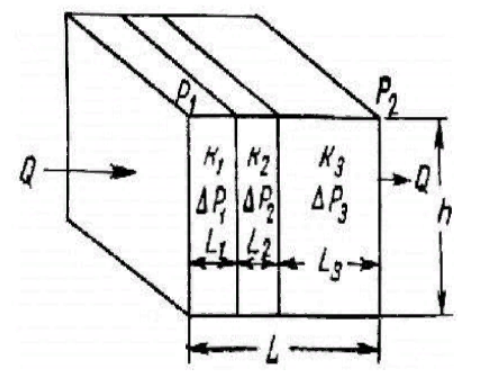 P₁ P₂
K₁ K₂ K₃
Q ΔP₁ ΔP₂ ΔP₃ Q
h
L₁ L₂
L₃
L